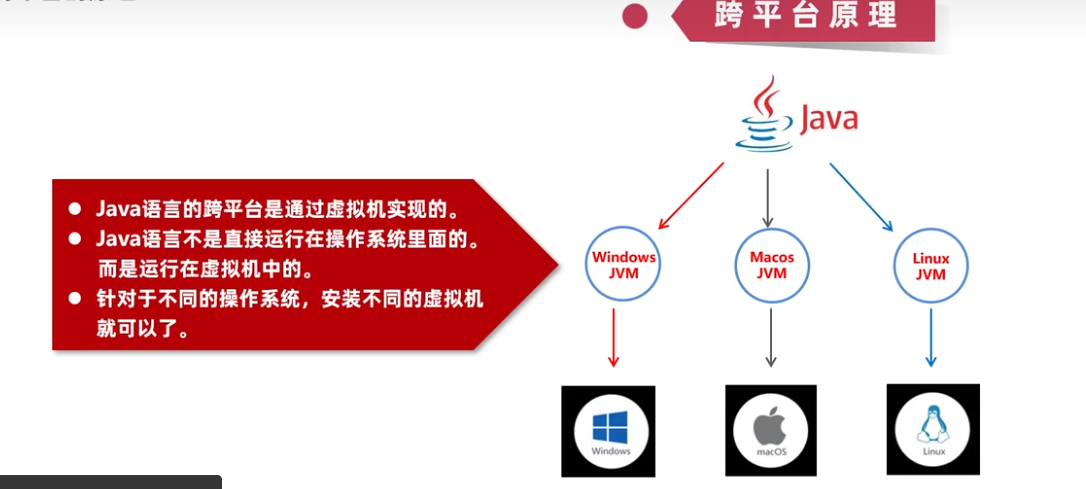 跨平台原理
Java
Java语言的跨平台是通过虚拟机实现的。
Java语言不是直接运行在操作系统里面的。
而是运行在虚拟机中的。
针对于不同的操作系统，安装不同的虚拟机
就可以了。
Windows
JVM
Macos
JVM
Linux
JVM
Windows
macOS
Linux